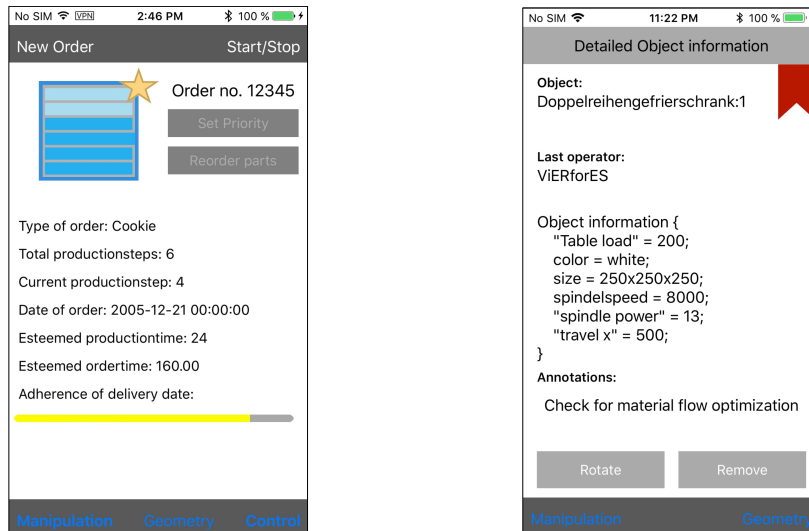 No SIM VPN 2:46 PM 100 %
New Order Start/Stop
Order no. 12345
Set Priority
Reorder parts
Type of order: Cookie
Total productionsteps: 6
Current productionstep: 4
Date of order: 2005-12-21 00:00:00
Esteemed productiontime: 24
Esteemed ordertime: 160.00
Adherence of delivery date:
Manipulation Geometry Control
No SIM 11:22 PM 100 %
Detailed Object information
Object:
Doppelreihengefrierschrank:1
Last operator:
ViERforES
Object information {
"Table load" = 200;
color = white;
size = 250x250x250;
spindelspeed = 8000;
"spindle power" = 13;
"travel x" = 500;
}
Annotations:
Check for material flow optimization
Rotate Remove
Manipulation Geometr